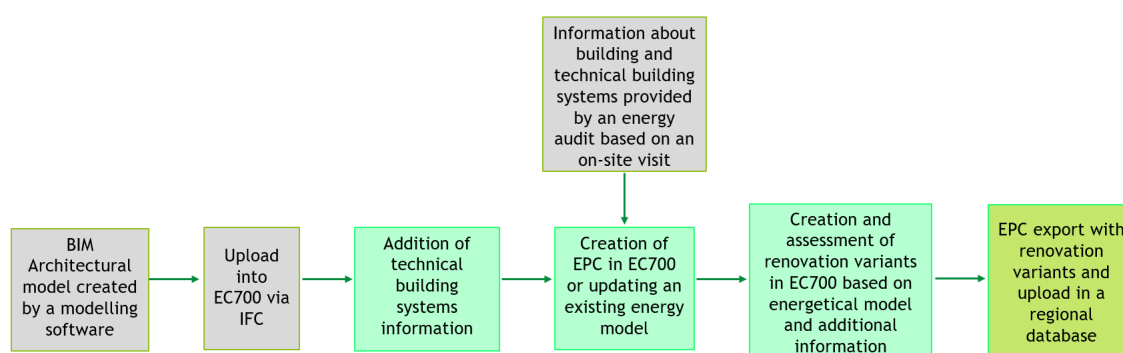 Information about
building and
technical building
systems provided
by an energy
audit based on an
on-site visit
BIM
Architectural
model created
by a modelling
software
Upload
into
EC700 via
IFC
Addition of
technical
building
systems
information
Creation of
EPC in EC700
or updating an
existing energy
model
Creation and
assessment of
renovation variants
in EC700 based on
energetical model
and additional
information
EPC export with
renovation
variants and
upload in a
regional
database